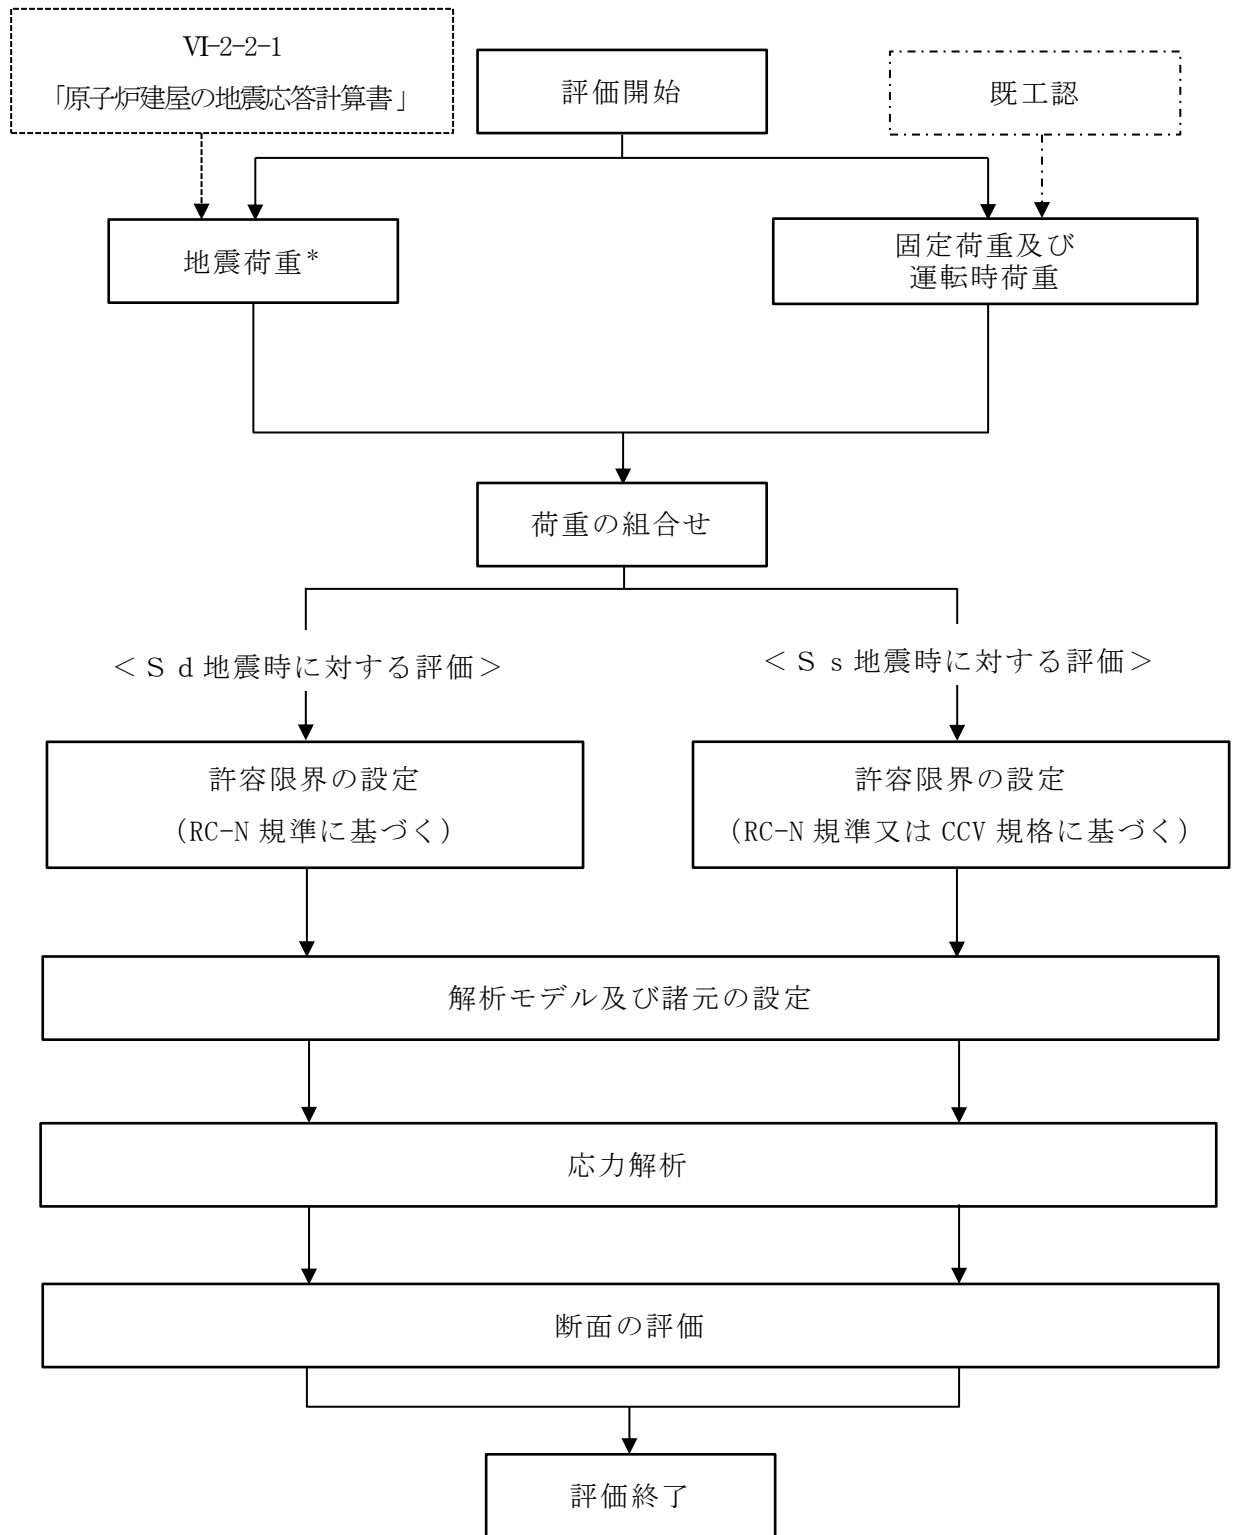 Ⅵ-2-2-1
「原子炉建屋の地震応答計算書」
評価開始
既工認
地震荷重*
固定荷重及び
運転時荷重
荷重の組合せ
＜Ｓｄ地震時に対する評価＞
＜Ｓｓ地震時に対する評価＞
許容限界の設定
（RC-N 規準に基づく）
許容限界の設定
（RC-N 規準又は CCV 規格に基づく）
解析モデル及び諸元の設定
応力解析
断面の評価
評価終了